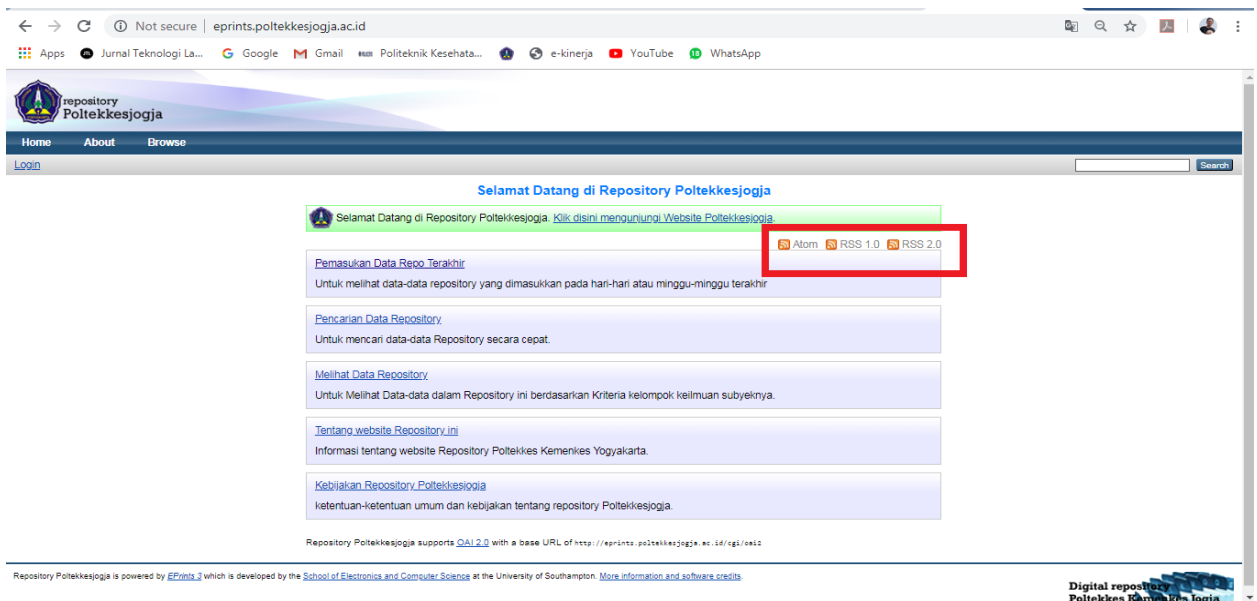 Not secure | eprints.poltekkesjogja.ac.id
Apps Jurnal Teknologi La... Google Gmail Politeknik Kesehata... e-kinerja YouTube WhatsApp
repository
Poltekkesjogja
Home About Browse
Login Search
Selamat Datang di Repository Poltekkesjogja
Selamat Datang di Repository Poltekkesjogja. Klik disini mengunjungi Website Poltekkesjogja.
Atom RSS 1.0 RSS 2.0
Pemasukan Data Repo Terakhir
Untuk melihat data-data repository yang dimasukkan pada hari-hari atau minggu-minggu terakhir
Pencarian Data Repository
Untuk mencari data-data Repository secara cepat.
Melihat Data Repository
Untuk Melihat Data-data dalam Repository ini berdasarkan Kriteria kelompok keilmuan subyeknya.
Tentang website Repository ini
Informasi tentang website Repository Poltekkes Kemenkes Yogyakarta.
Kebijakan Repository Poltekkesjogja
ketentuan-ketentuan umum dan kebijakan tentang repository Poltekkesjogja.
Repository Poltekkesjogja supports OAI 2.0 with a base URL of http://eprints.poltekkesjogja.ac.id/cgi/oai2
Repository Poltekkesjogja is powered by EPrints 3 which is developed by the School of Electronics and Computer Science at the University of Southampton. More information and software credits.
Digital repository
Poltekkes Kemenkes Jogja